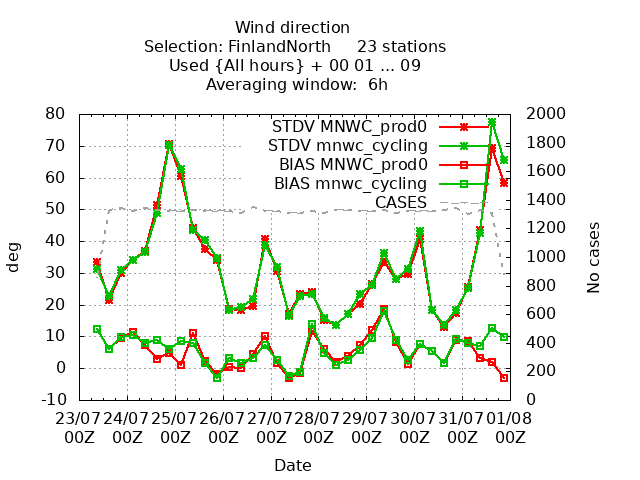 Wind direction
Selection: FinlandNorth 23 stations
Used {All hours} + 00 01 ... 09
Averaging window: 6h
80 2000
STDV MNWC_prod0
70 1800
STDV mnwc_cycling
60 1600
BIAS MNWC_prod0
BIAS mnwc_cycling
50 1400
CASES
40 1200
30 1000
20 800
10 600
0 400
-10 200
0
deg
No cases
23/07 24/07 25/07 26/07 27/07 28/07 29/07 30/07 31/07 01/08
00Z 00Z 00Z 00Z 00Z 00Z 00Z 00Z 00Z 00Z
Date